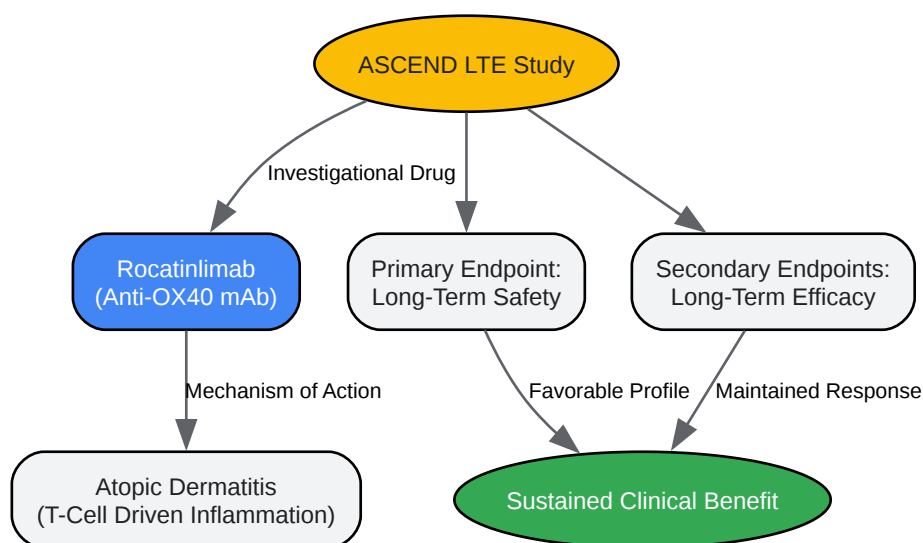 ASCEND LTE Study
Investigational Drug
Rocatinlimab
(Anti-OX40 mAb)
Primary Endpoint:
Long-Term Safety
Secondary Endpoints:
Long-Term Efficacy
Mechanism of Action
Favorable Profile
Maintained Response
Atopic Dermatitis
(T-Cell Driven Inflammation)
Sustained Clinical Benefit